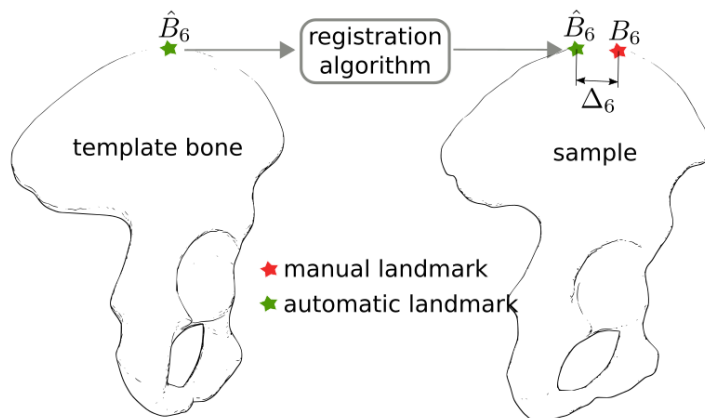 B̂₆
registration
algorithm
B̂₆ B₆
Δ₆
template bone
sample
manual landmark
automatic landmark